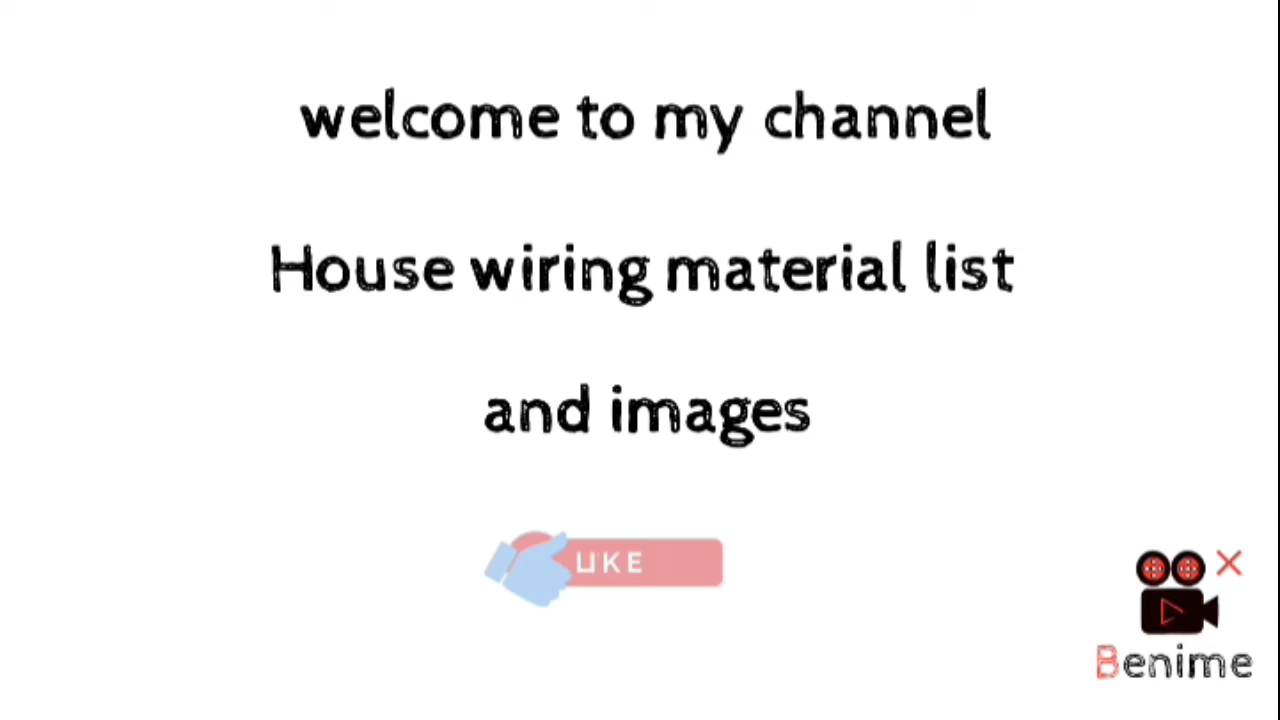 welcome to my channel
House wiring material list
and images
LIKE
Benime